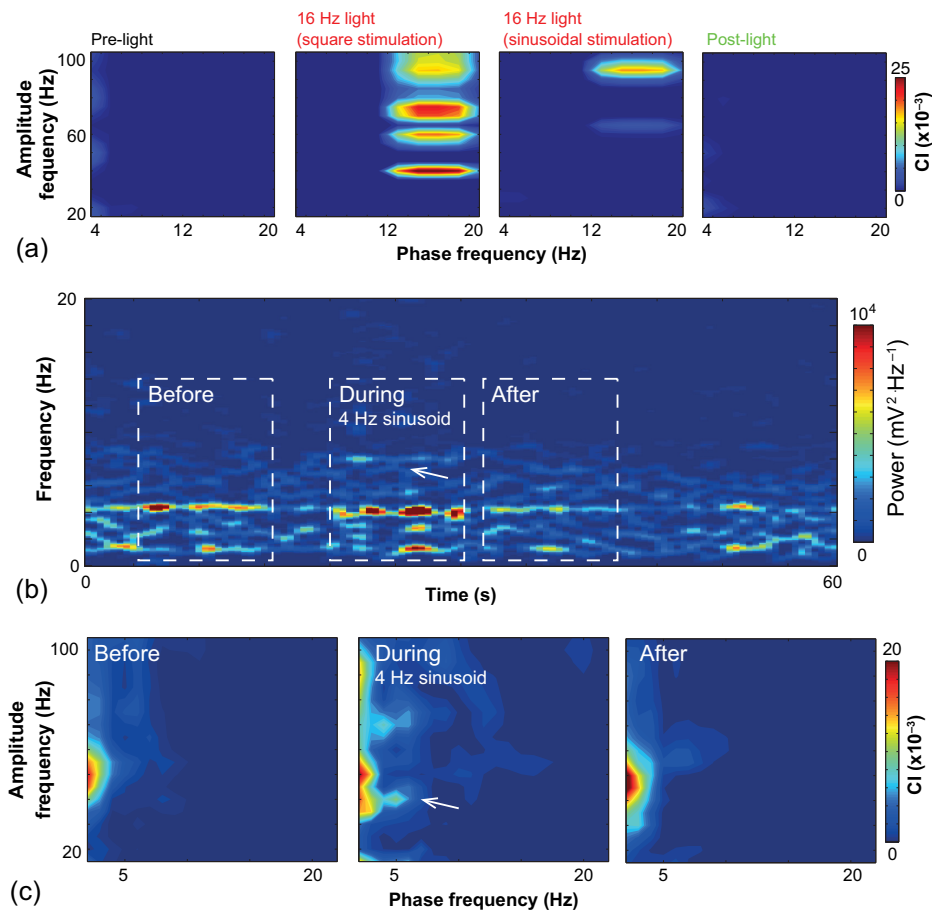 Pre-light
16 Hz light
(square stimulation)
16 Hz light
(sinusoidal stimulation)
Post-light
Amplitude
fequency (Hz)
100
60
20
4
12
20
4
12
20
4
12
20
4
12
20
Phase frequency (Hz)
25
0
CI (x10⁻³)
(a)
Frequency (Hz)
20
0
Before
During
4 Hz sinusoid
After
0
60
Time (s)
10⁴
0
Power (mV²·Hz⁻¹)
(b)
Amplitude
frequency (Hz)
100
20
Before
During
4 Hz sinusoid
After
5
20
5
20
5
20
Phase frequency (Hz)
20
0
CI (x10⁻³)
(c)